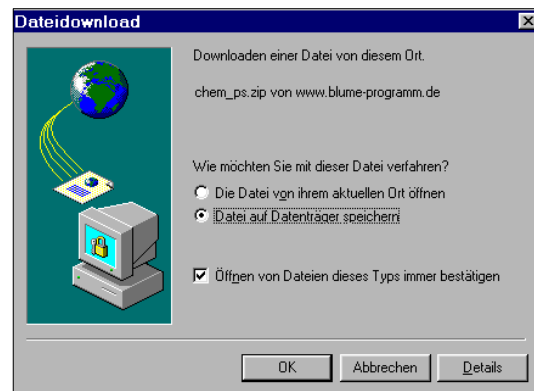 Dateidownload
Downloaden einer Datei von diesem Ort.
chem_ps.zip von www.blume-programm.de
Wie möchten Sie mit dieser Datei verfahren?
Die Datei von ihrem aktuellen Ort öffnen
Datei auf Datenträger speichern
Öffnen von Dateien dieses Typs immer bestätigen
OK
Abbrechen
Details